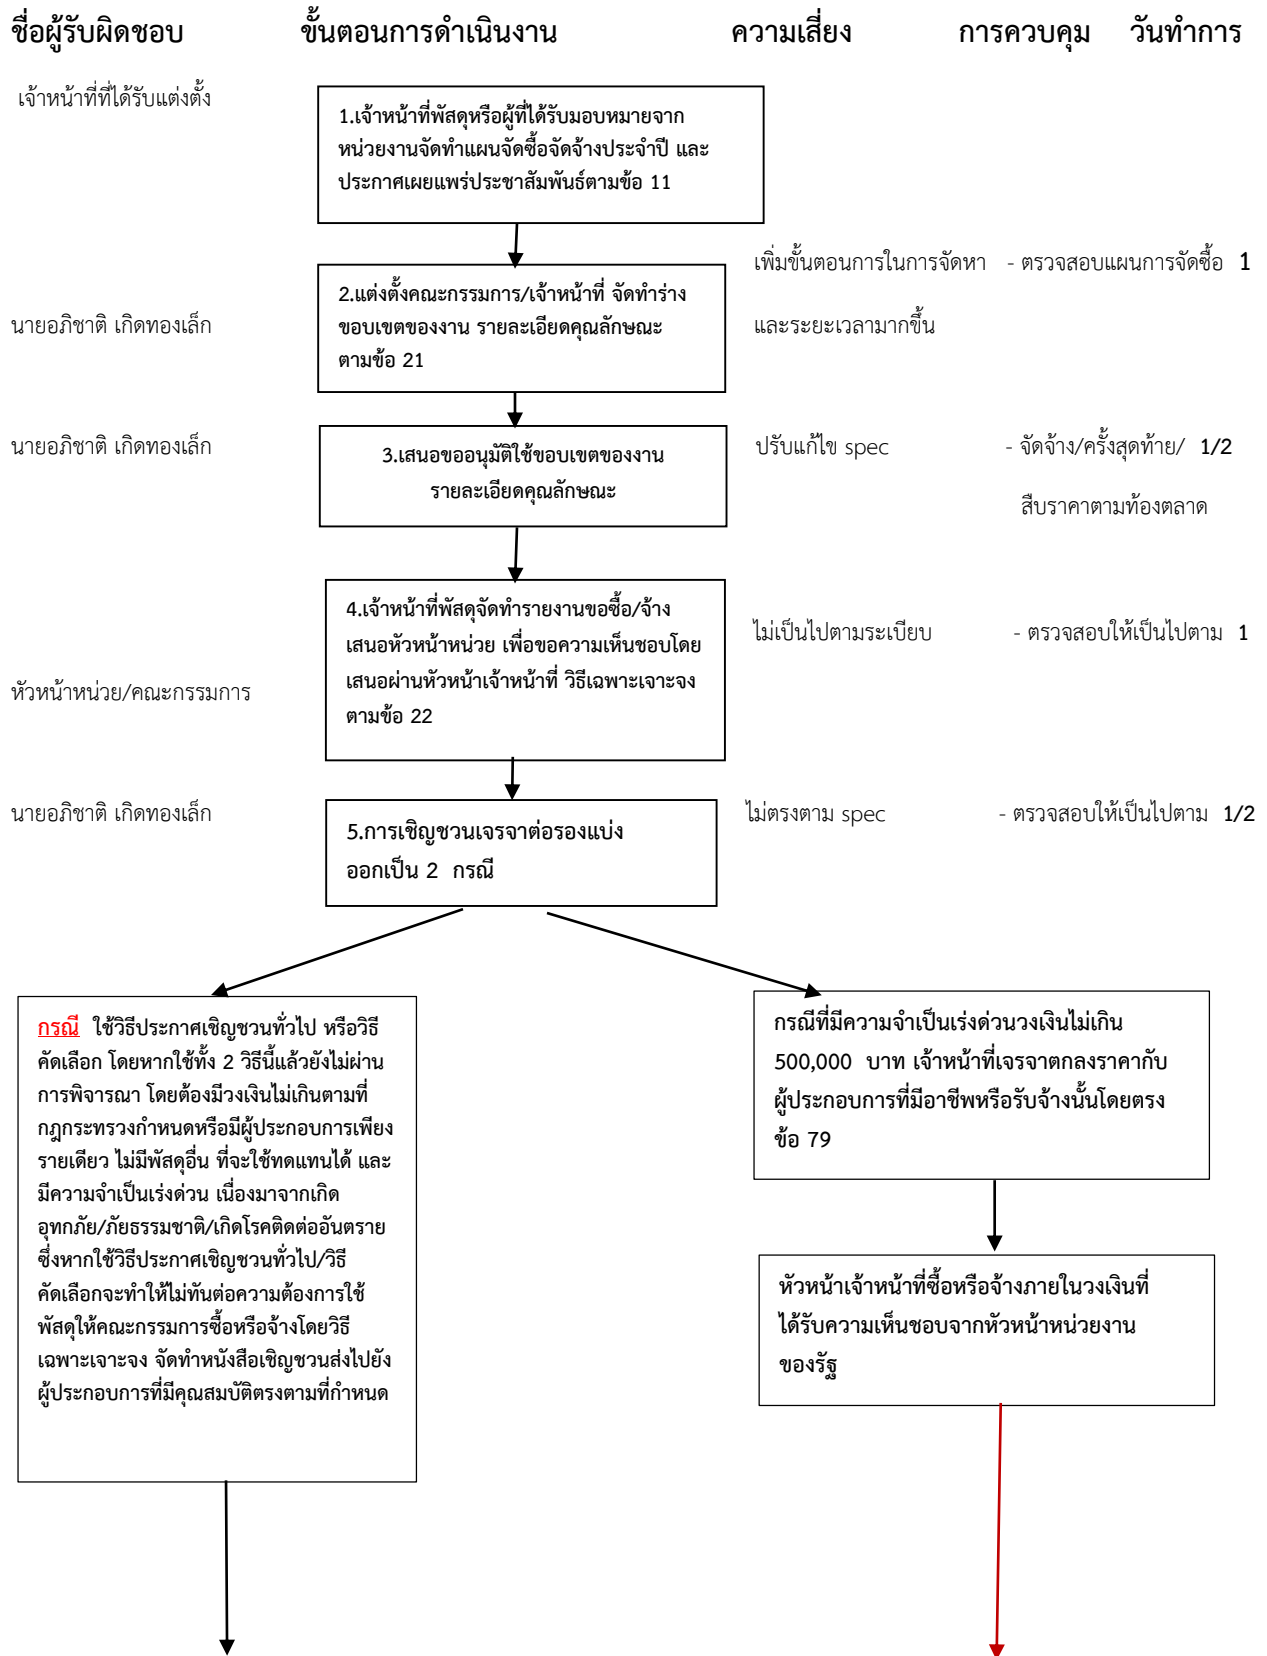 ชื่อผู้รับผิดชอบ ขั้นตอนการดำเนินงาน ความเสี่ยง การควบคุม วันทำการ
เจ้าหน้าที่ที่ได้รับแต่งตั้ง
1.เจ้าหน้าที่พัสดุหรือผู้ที่ได้รับมอบหมายจาก
หน่วยงานจัดทำแผนจัดซื้อจัดจ้างประจำปี และ
ประกาศเผยแพร่ประชาสัมพันธ์ตามข้อ 11
เพิ่มขั้นตอนการในการจัดหา - ตรวจสอบแผนการจัดซื้อ 1
2.แต่งตั้งคณะกรรมการ/เจ้าหน้าที่ จัดทำร่าง
ขอบเขตของงาน รายละเอียดคุณลักษณะ
ตามข้อ 21
นายอภิชาติ เกิดทองเล็ก และระยะเวลามากขึ้น
นายอภิชาติ เกิดทองเล็ก
3.เสนอขออนุมัติใช้ขอบเขตของงาน
รายละเอียดคุณลักษณะ
ปรับแก้ไข spec - จัดจ้าง/ครั้งสุดท้าย/ 1/2
สืบราคาตามท้องตลาด
4.เจ้าหน้าที่พัสดุจัดทำรายงานขอซื้อ/จ้าง
เสนอหัวหน้าหน่วย เพื่อขอความเห็นชอบโดย
เสนอผ่านหัวหน้าเจ้าหน้าที่ วิธีเฉพาะเจาะจง
ตามข้อ 22
ไม่เป็นไปตามระเบียบ - ตรวจสอบให้เป็นไปตาม 1
หัวหน้าหน่วย/คณะกรรมการ
นายอภิชาติ เกิดทองเล็ก
5.การเชิญชวนเจรจาต่อรองแบ่ง
ออกเป็น 2 กรณี
ไม่ตรงตาม spec - ตรวจสอบให้เป็นไปตาม 1/2
กรณี ใช้วิธีประกาศเชิญชวนทั่วไป หรือวิธี
คัดเลือก โดยหากใช้ทั้ง 2 วิธีนี้แล้วยังไม่ผ่าน
การพิจารณา โดยต้องมีวงเงินไม่เกินตามที่
กฎกระทรวงกำหนดหรือมีผู้ประกอบการเพียง
รายเดียว ไม่มีพัสดุอื่น ที่จะใช้ทดแทนได้ และ
มีความจำเป็นเร่งด่วน เนื่องมาจากเกิด
อุทกภัย/ภัยธรรมชาติ/เกิดโรคติดต่ออันตราย
ซึ่งหากใช้วิธีประกาศเชิญชวนทั่วไป/วิธี
คัดเลือกจะทำให้ไม่ทันต่อความต้องการใช้
พัสดุให้คณะกรรมการซื้อหรือจ้างโดยวิธี
เฉพาะเจาะจง จัดทำหนังสือเชิญชวนส่งไปยัง
ผู้ประกอบการที่มีคุณสมบัติตรงตามที่กำหนด
กรณีที่มีความจำเป็นเร่งด่วนวงเงินไม่เกิน
500,000 บาท เจ้าหน้าที่เจรจาตกลงราคากับ
ผู้ประกอบการที่มีอาชีพหรือรับจ้างนั้นโดยตรง
ข้อ 79
หัวหน้าเจ้าหน้าที่ซื้อหรือจ้างภายในวงเงินที่
ได้รับความเห็นชอบจากหัวหน้าหน่วยงาน
ของรัฐ